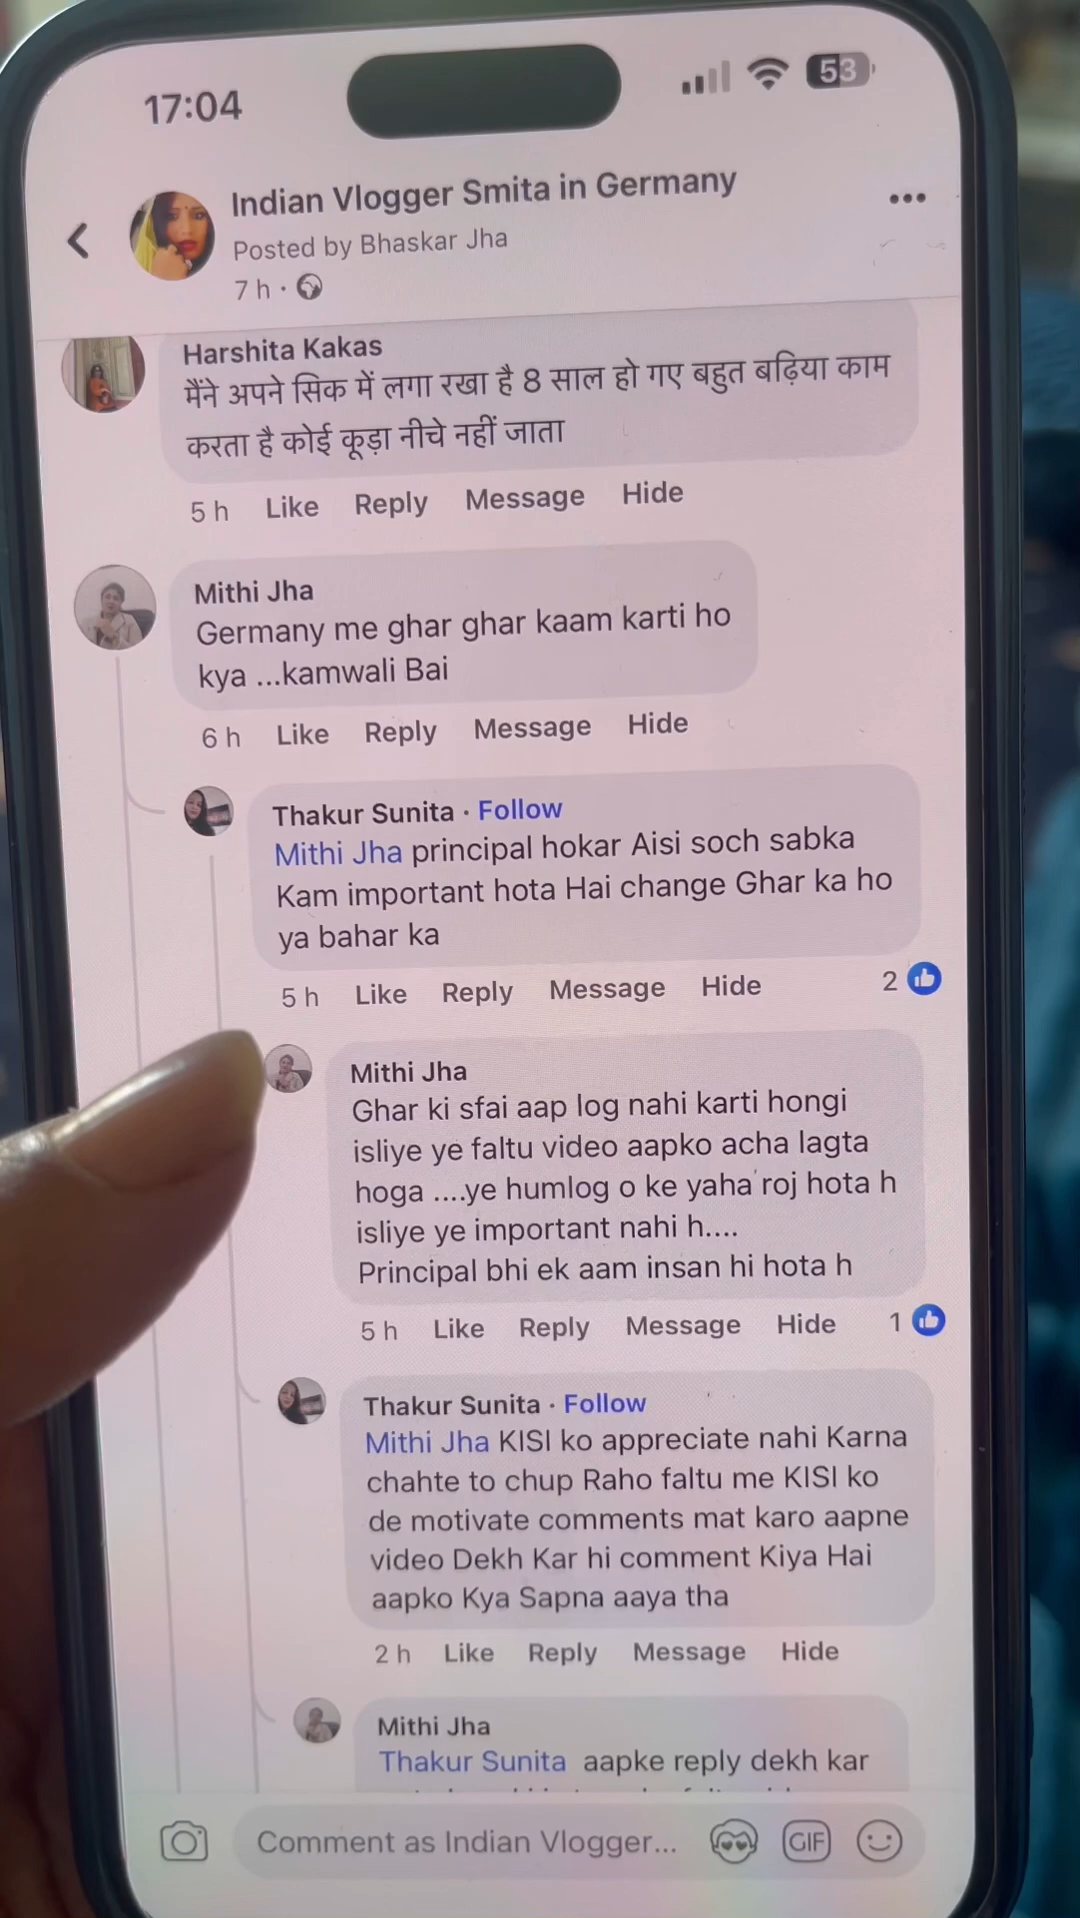 17:04
53
Indian Vlogger Smita in Germany
Posted by Bhaskar Jha
7 h ·
Harshita Kakas
मैंने अपने सिक में लगा रखा है 8 साल हो गए बहुत बढ़िया काम
करता है कोई कूड़ा नीचे नहीं जाता
5 h Like Reply Message Hide
Mithi Jha
Germany me ghar ghar kaam karti ho
kya ...kamwali Bai
6 h Like Reply Message Hide
Thakur Sunita · Follow
Mithi Jha principal hokar Aisi soch sabka
Kam important hota Hai change Ghar ka ho
ya bahar ka
5 h Like Reply Message Hide 2
Mithi Jha
Ghar ki sfai aap log nahi karti hongi
isliye ye faltu video aapko acha lagta
hoga ....ye humlog o ke yaha roj hota h
isliye ye important nahi h....
Principal bhi ek aam insan hi hota h
5 h Like Reply Message Hide 1
Thakur Sunita · Follow
Mithi Jha KISI ko appreciate nahi Karna
chahte to chup Raho faltu me KISI ko
de motivate comments mat karo aapne
video Dekh Kar hi comment Kiya Hai
aapko Kya Sapna aaya tha
2 h Like Reply Message Hide
Mithi Jha
Thakur Sunita aapke reply dekh kar
Comment as Indian Vlogger...
GIF